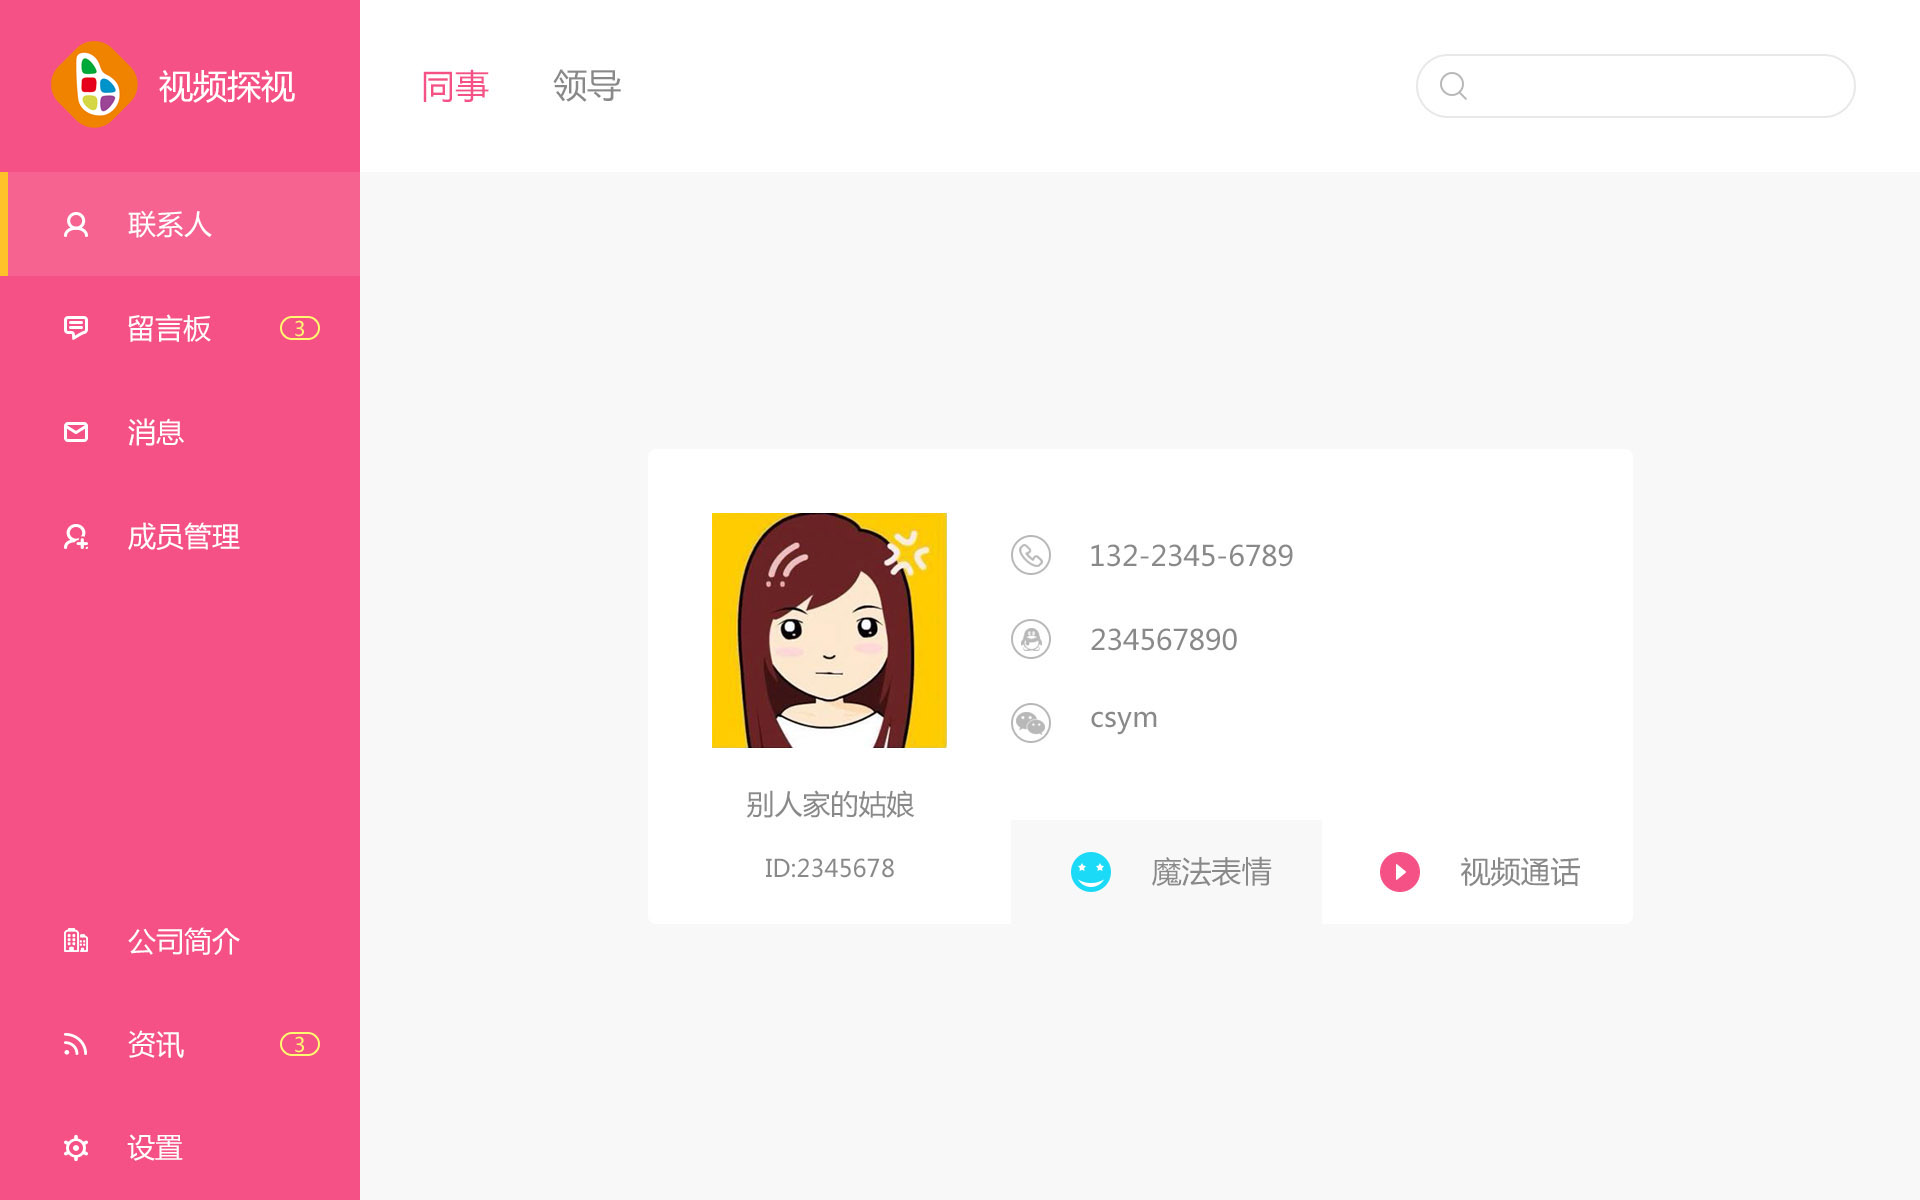 视频探视
同事
领导
联系人
留言板
3
消息
成员管理
公司简介
资讯
3
设置
132-2345-6789
234567890
csym
别人家的姑娘
ID:2345678
魔法表情
视频通话